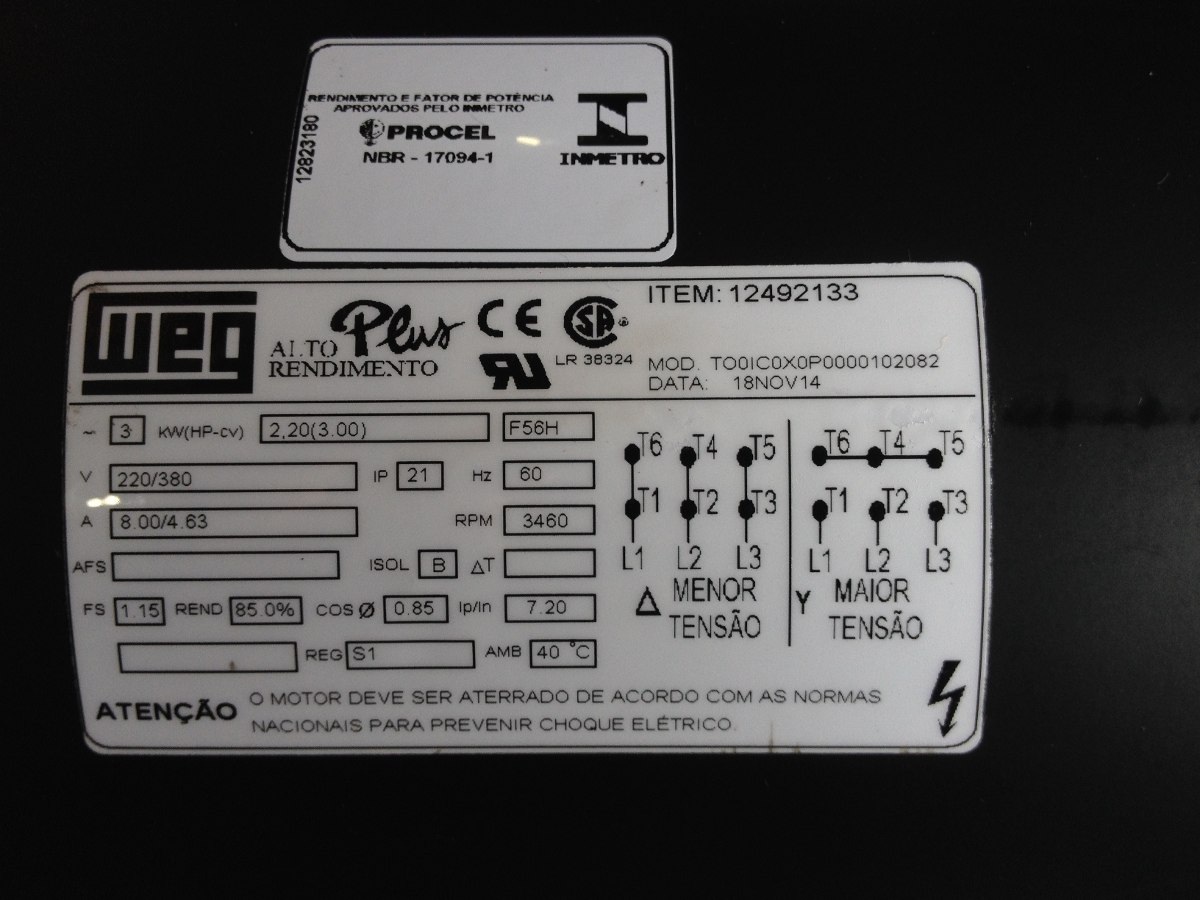 RENDIMENTO E FATOR DE POTÊNCIA
APROVADOS PELO INMETRO
12823180
PROCEL
NBR - 17094-1
INMETRO
WEG
ALTO RENDIMENTO Plus
CE
SA
LR 38324
ITEM: 12492133
MOD. TO0IC0X0P0000102082
DATA: 18NOV14
~ 3 KW(HP-cv) 2,20(3.00) F56H
V 220/380 IP 21 Hz 60
A 8.00/4.63 RPM 3460
AFS ISOL B ΔT
FS 1.15 REND 85.0% COS Ø 0.85 Ip/In 7.20
REG S1 AMB 40 °C
T6 T4 T5
T1 T2 T3
L1 L2 L3
Δ MENOR
TENSÃO
T6 T4 T5
T1 T2 T3
L1 L2 L3
Y MAIOR
TENSÃO
ATENÇÃO
O MOTOR DEVE SER ATERRADO DE ACORDO COM AS NORMAS
NACIONAIS PARA PREVENIR CHOQUE ELÉTRICO.